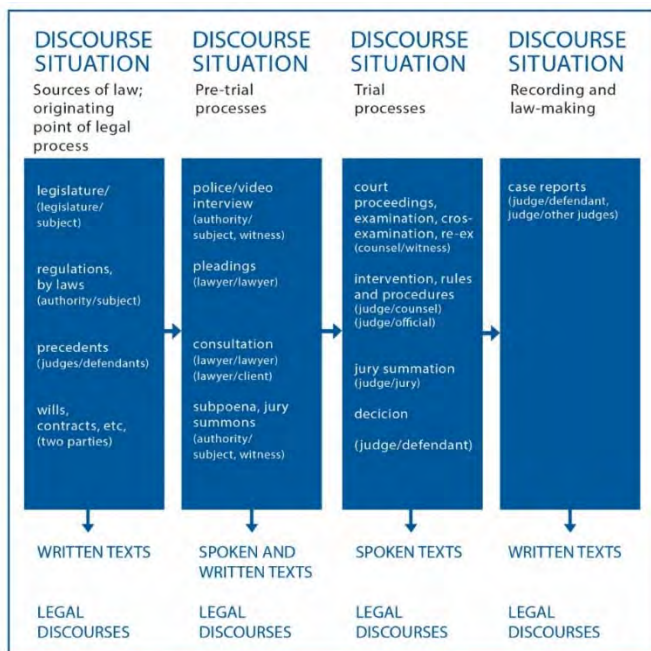 DISCOURSE
SITUATION
Sources of law;
originating
point of legal
process
legislature/
(legislature/
subject)
regulations,
by laws
(authority/subject)
precedents
(judges/defendants)
wills,
contracts, etc,
(two parties)
WRITTEN TEXTS
LEGAL
DISCOURSES
DISCOURSE
SITUATION
Pre-trial
processes
police/video
interview
(authority/
subject, witness)
pleadings
(lawyer/lawyer)
consultation
(lawyer/lawyer)
(lawyer/client)
subpoena, jury
summons
(authority/
subject, witness)
SPOKEN AND
WRITTEN TEXTS
LEGAL
DISCOURSES
DISCOURSE
SITUATION
Trial
processes
court
proceedings,
examination, cros-
examination, re-ex
(counsel/witness)
intervention, rules
and procedures
(judge/counsel)
(judge/official)
jury summation
(judge/jury)
decicion
(judge/defendant)
SPOKEN TEXTS
LEGAL
DISCOURSES
DISCOURSE
SITUATION
Recording and
law-making
case reports
(judge/defendant,
judge/other judges)
WRITTEN TEXTS
LEGAL
DISCOURSES